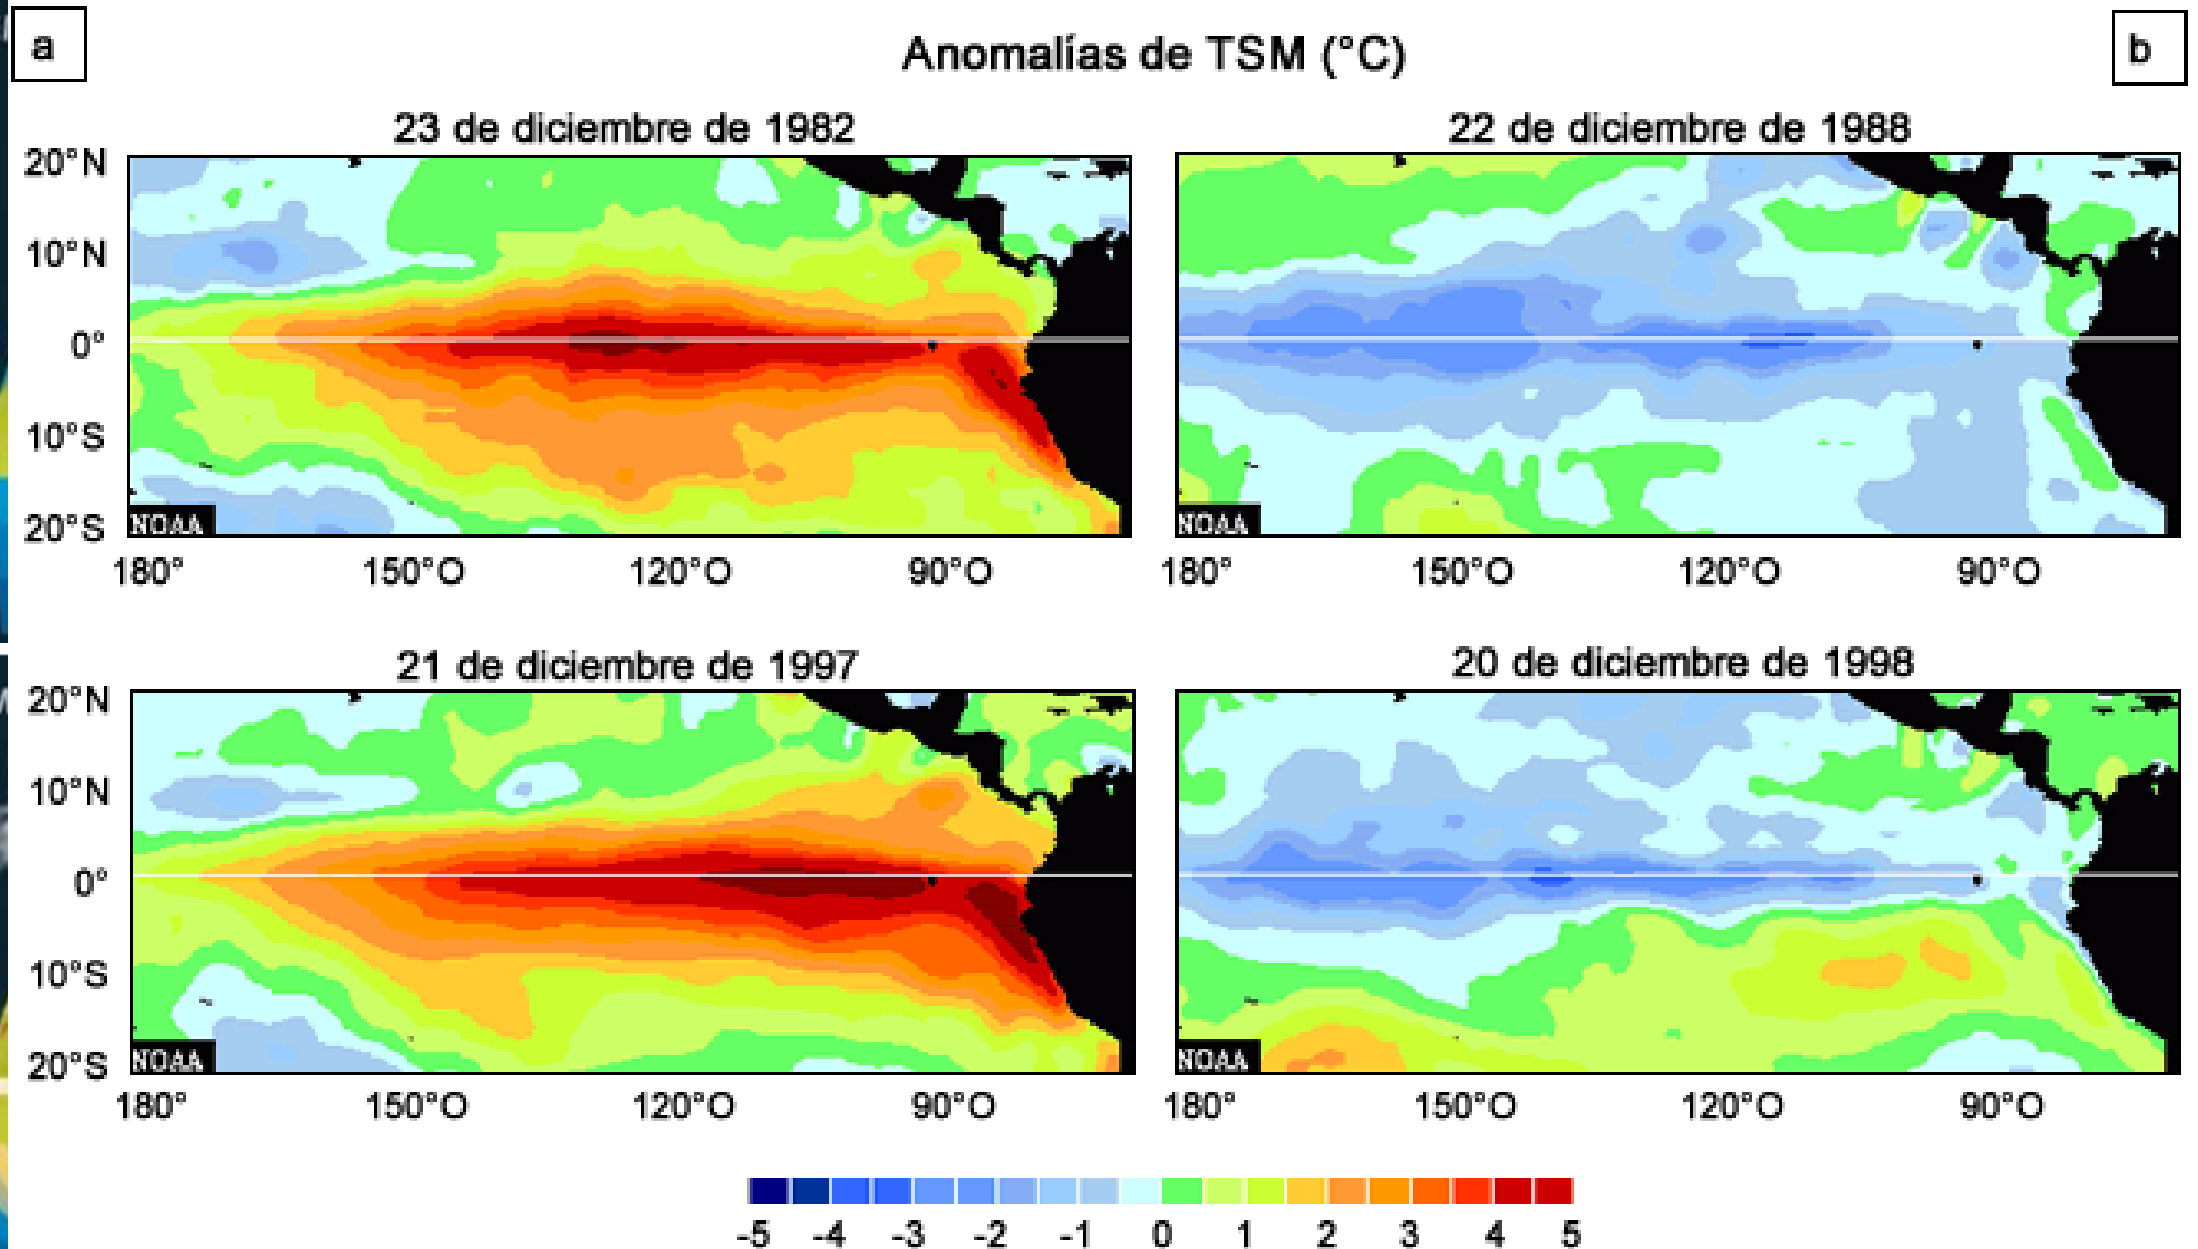 a
b
Anomalías de TSM (°C)
23 de diciembre de 1982
22 de diciembre de 1988
20°N
10°N
0°
10°S
20°S
NOAA
NOAA
180° 150°O 120°O 90°O
180° 150°O 120°O 90°O
21 de diciembre de 1997
20 de diciembre de 1998
20°N
10°N
0°
10°S
20°S
NOAA
NOAA
180° 150°O 120°O 90°O
180° 150°O 120°O 90°O
-5 -4 -3 -2 -1 0 1 2 3 4 5